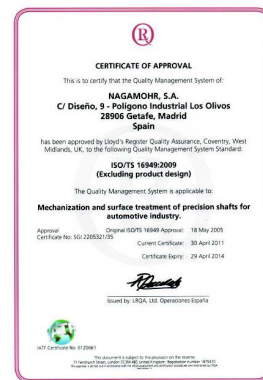 CERTIFICATE OF APPROVAL
This is to certify that the Quality Management System of:
NAGAMOHR, S.A.
C/ Diseño, 9 - Polígono Industrial Los Olivos
28906 Getafe, Madrid
Spain
has been approved by Lloyd's Register Quality Assurance, Coventry, West
Midlands, UK, to the following Quality Management System Standard:
ISO/TS 16949:2009
(Excluding product design)
The Quality Management System is applicable to:
Mechanization and surface treatment of precision shafts for
automotive industry.
Approval Original ISO/TS 16949 Approval: 18 May 2005
Certificate No: SGI 2205321/35
Current Certificate: 30 April 2011
Certificate Expiry: 29 April 2014
Issued by: LRQA, Ltd. Operaciones España
IATF Certificate No: 0120661
This document is subject to the provision on the reverse